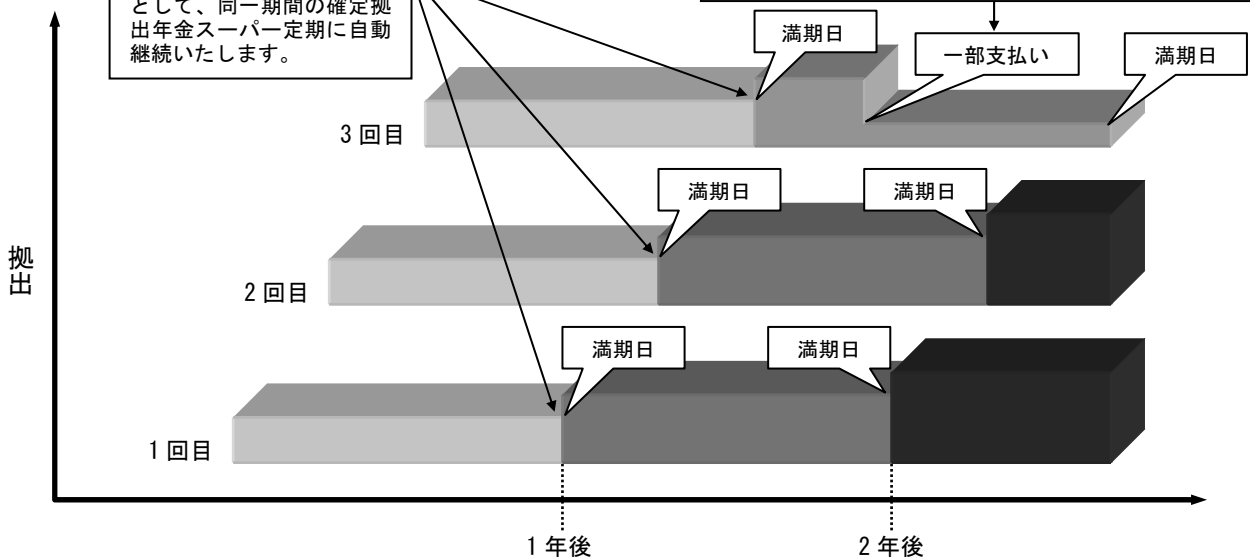 として、同一期間の確定拠
出年金スーパー定期に自動
継続いたします。
満期日
一部支払い
満期日
3回目
満期日
満期日
2回目
拠出
満期日
満期日
1回目
1年後
2年後